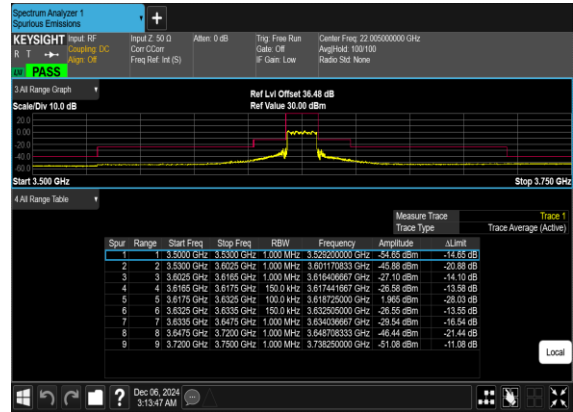 Spectrum Analyzer 1
Spurious Emissions
+
KEYSIGHT Input: RF Input Z: 50 Ω Atten: 0 dB Trig: Free Run Center Freq: 22.005000000 GHz
R T Coupling: DC Corr CCorr Gate: Off Avg|Hold: 100/100
Align: Off Freq Ref: Int (S) IF Gain: Low Radio Std: None
PASS
3 All Range Graph Ref Lvl Offset 36.48 dB
Scale/Div 10.0 dB Ref Value 30.00 dBm
20.0
0.00
-20.0
-40.0
-60.0
Start 3.500 GHz Stop 3.750 GHz
4 All Range Table
Measure Trace Trace 1
Trace Type Trace Average (Active)
Spur Range Start Freq Stop Freq RBW Frequency Amplitude ΔLimit
1 1 3.5000 GHz 3.5300 GHz 1.000 MHz 3.529200000 GHz -54.65 dBm -14.65 dB
2 2 3.5300 GHz 3.6025 GHz 1.000 MHz 3.601170833 GHz -45.88 dBm -20.88 dB
3 3 3.6025 GHz 3.6165 GHz 1.000 MHz 3.616406667 GHz -27.10 dBm -14.10 dB
4 4 3.6165 GHz 3.6175 GHz 150.0 kHz 3.617441667 GHz -26.58 dBm -13.58 dB
5 5 3.6175 GHz 3.6325 GHz 100.0 kHz 3.618725000 GHz 1.965 dBm -28.03 dB
6 6 3.6325 GHz 3.6335 GHz 150.0 kHz 3.632505000 GHz -26.55 dBm -13.55 dB
7 7 3.6335 GHz 3.6475 GHz 1.000 MHz 3.634036667 GHz -29.54 dBm -16.54 dB
8 8 3.6475 GHz 3.7200 GHz 1.000 MHz 3.648708333 GHz -46.44 dBm -21.44 dB
9 9 3.7200 GHz 3.7500 GHz 1.000 MHz 3.738250000 GHz -51.08 dBm -11.08 dB
Local
? Dec 06, 2024
3:13:47 AM